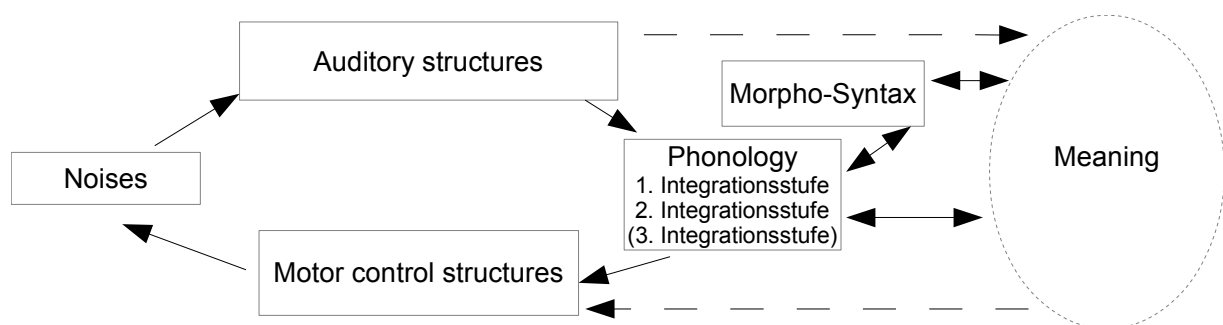 Auditory structures
Morpho-Syntax
Noises
Phonology
1. Integrationsstufe
2. Integrationsstufe
(3. Integrationsstufe)
Meaning
Motor control structures